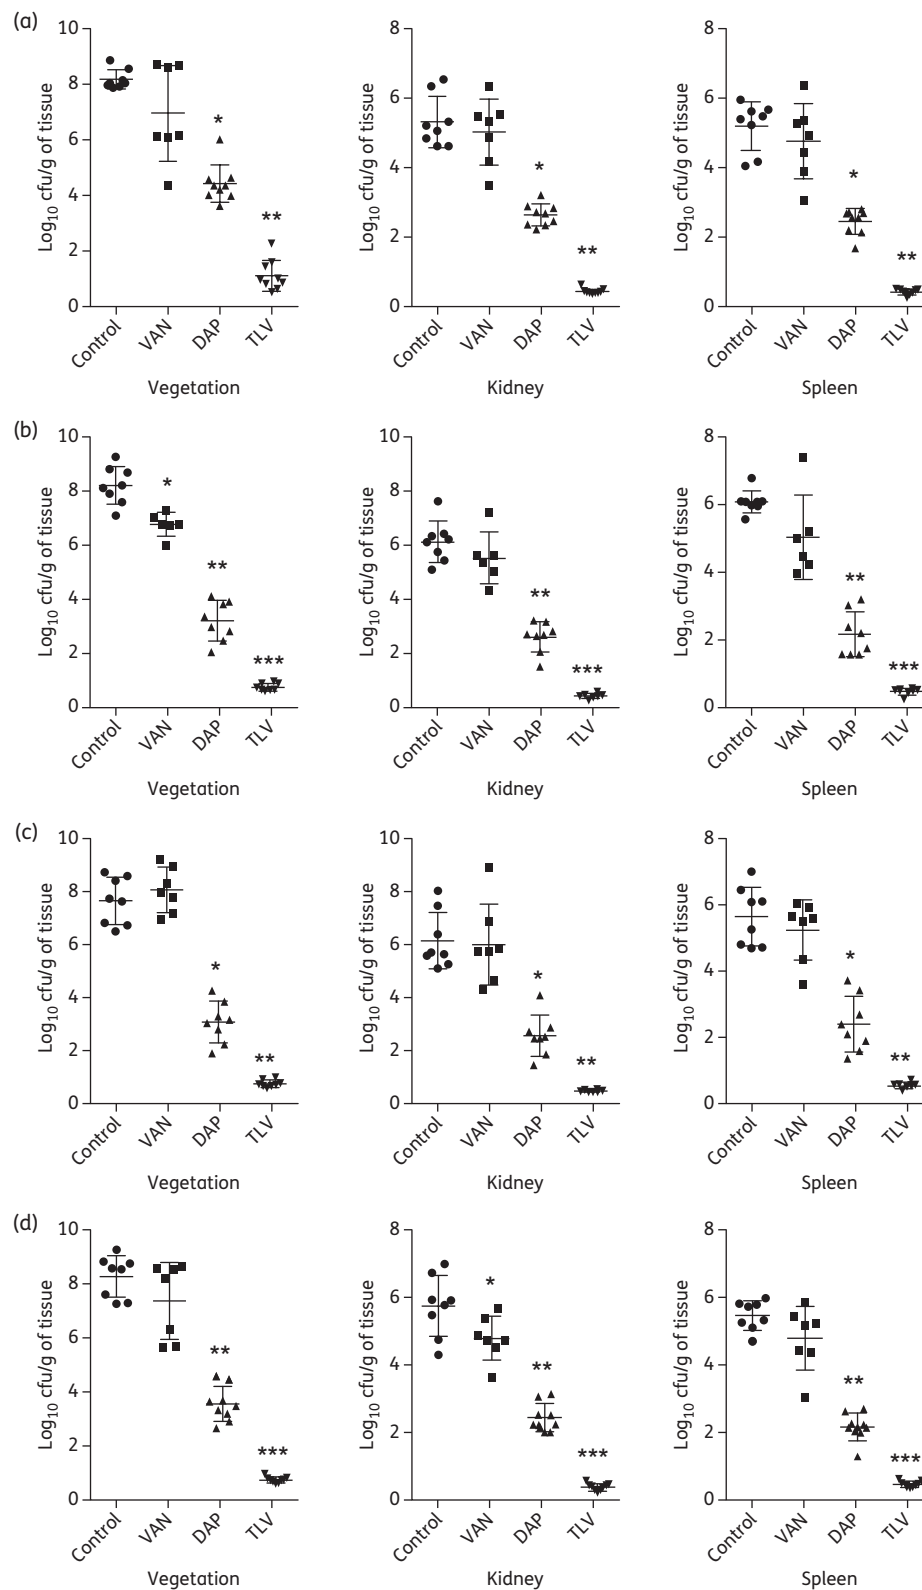 (a)
Log10 cfu/g of tissue
10
8
6
4
2
0
*
**
Control
VAN
DAP
TLV
Vegetation
Log10 cfu/g of tissue
8
6
4
2
0
*
**
Control
VAN
DAP
TLV
Kidney
Log10 cfu/g of tissue
8
6
4
2
0
*
**
Control
VAN
DAP
TLV
Spleen
(b)
Log10 cfu/g of tissue
10
8
6
4
2
0
*
**
***
Control
VAN
DAP
TLV
Vegetation
Log10 cfu/g of tissue
10
8
6
4
2
0
**
***
Control
VAN
DAP
TLV
Kidney
Log10 cfu/g of tissue
8
6
4
2
0
**
***
Control
VAN
DAP
TLV
Spleen
(c)
Log10 cfu/g of tissue
10
8
6
4
2
0
*
**
Control
VAN
DAP
TLV
Vegetation
Log10 cfu/g of tissue
10
8
6
4
2
0
*
**
Control
VAN
DAP
TLV
Kidney
Log10 cfu/g of tissue
8
6
4
2
0
*
**
Control
VAN
DAP
TLV
Spleen
(d)
Log10 cfu/g of tissue
10
8
6
4
2
0
**
***
Control
VAN
DAP
TLV
Vegetation
Log10 cfu/g of tissue
8
6
4
2
0
*
**
***
Control
VAN
DAP
TLV
Kidney
Log10 cfu/g of tissue
8
6
4
2
0
**
***
Control
VAN
DAP
TLV
Spleen